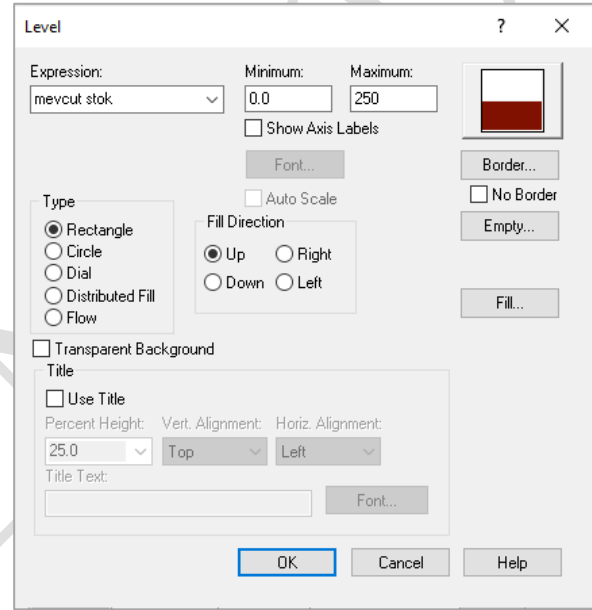 Level ? ×
Expression: Minimum: Maximum:
mevcut stok 0.0 250
Show Axis Labels
Font... Border...
Auto Scale No Border
Type Fill Direction Empty...
Rectangle Up Right
Circle Down Left
Dial
Distributed Fill Fill...
Flow
Transparent Background
Title
Use Title
Percent Height: Vert. Alignment: Horiz. Alignment:
25.0 Top Left
Title Text:
Font...
OK Cancel Help